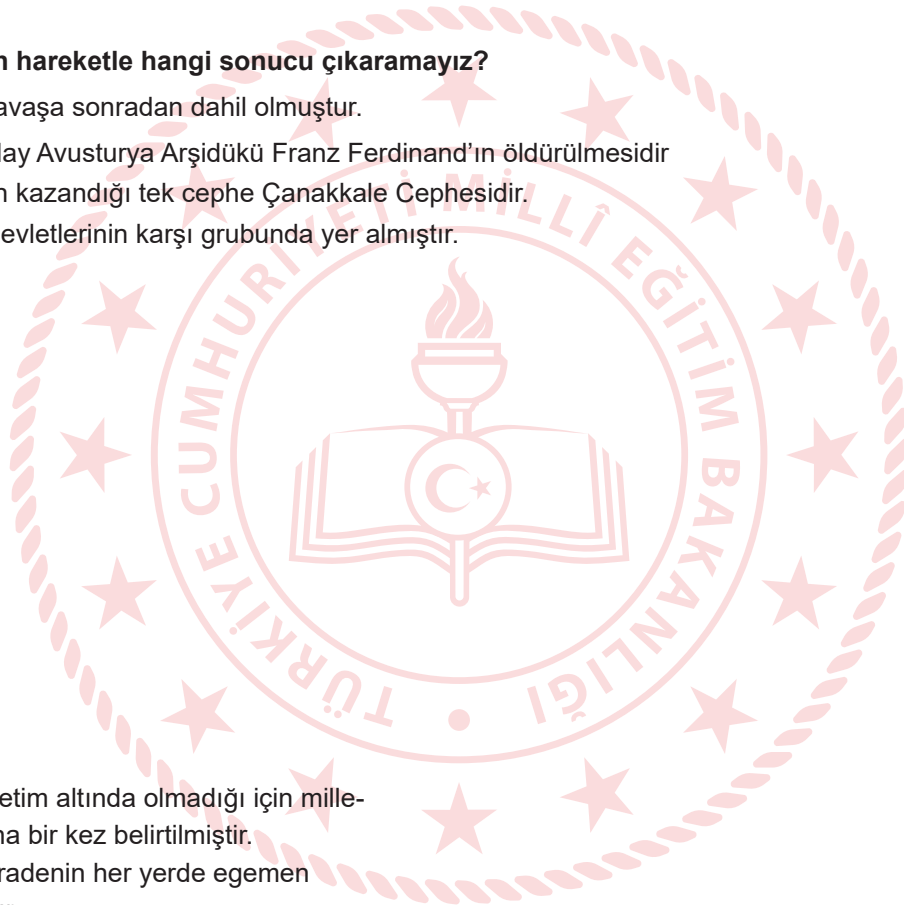 n hareketle hangi sonucu çıkaramayız?
avaşa sonradan dahil olmuştur.
lay Avusturya Arşidükü Franz Ferdinand’ın öldürülmesidir
n kazandığı tek cephe Çanakkale Cephesidir.
evletlerinin karşı grubunda yer almıştır.
TÜRKİYE CUMHURİYETİ MİLLÎ EĞİTİM BAKANLIĞI
etim altında olmadığı için mille-
na bir kez belirtilmiştir.
radenin her yerde egemen